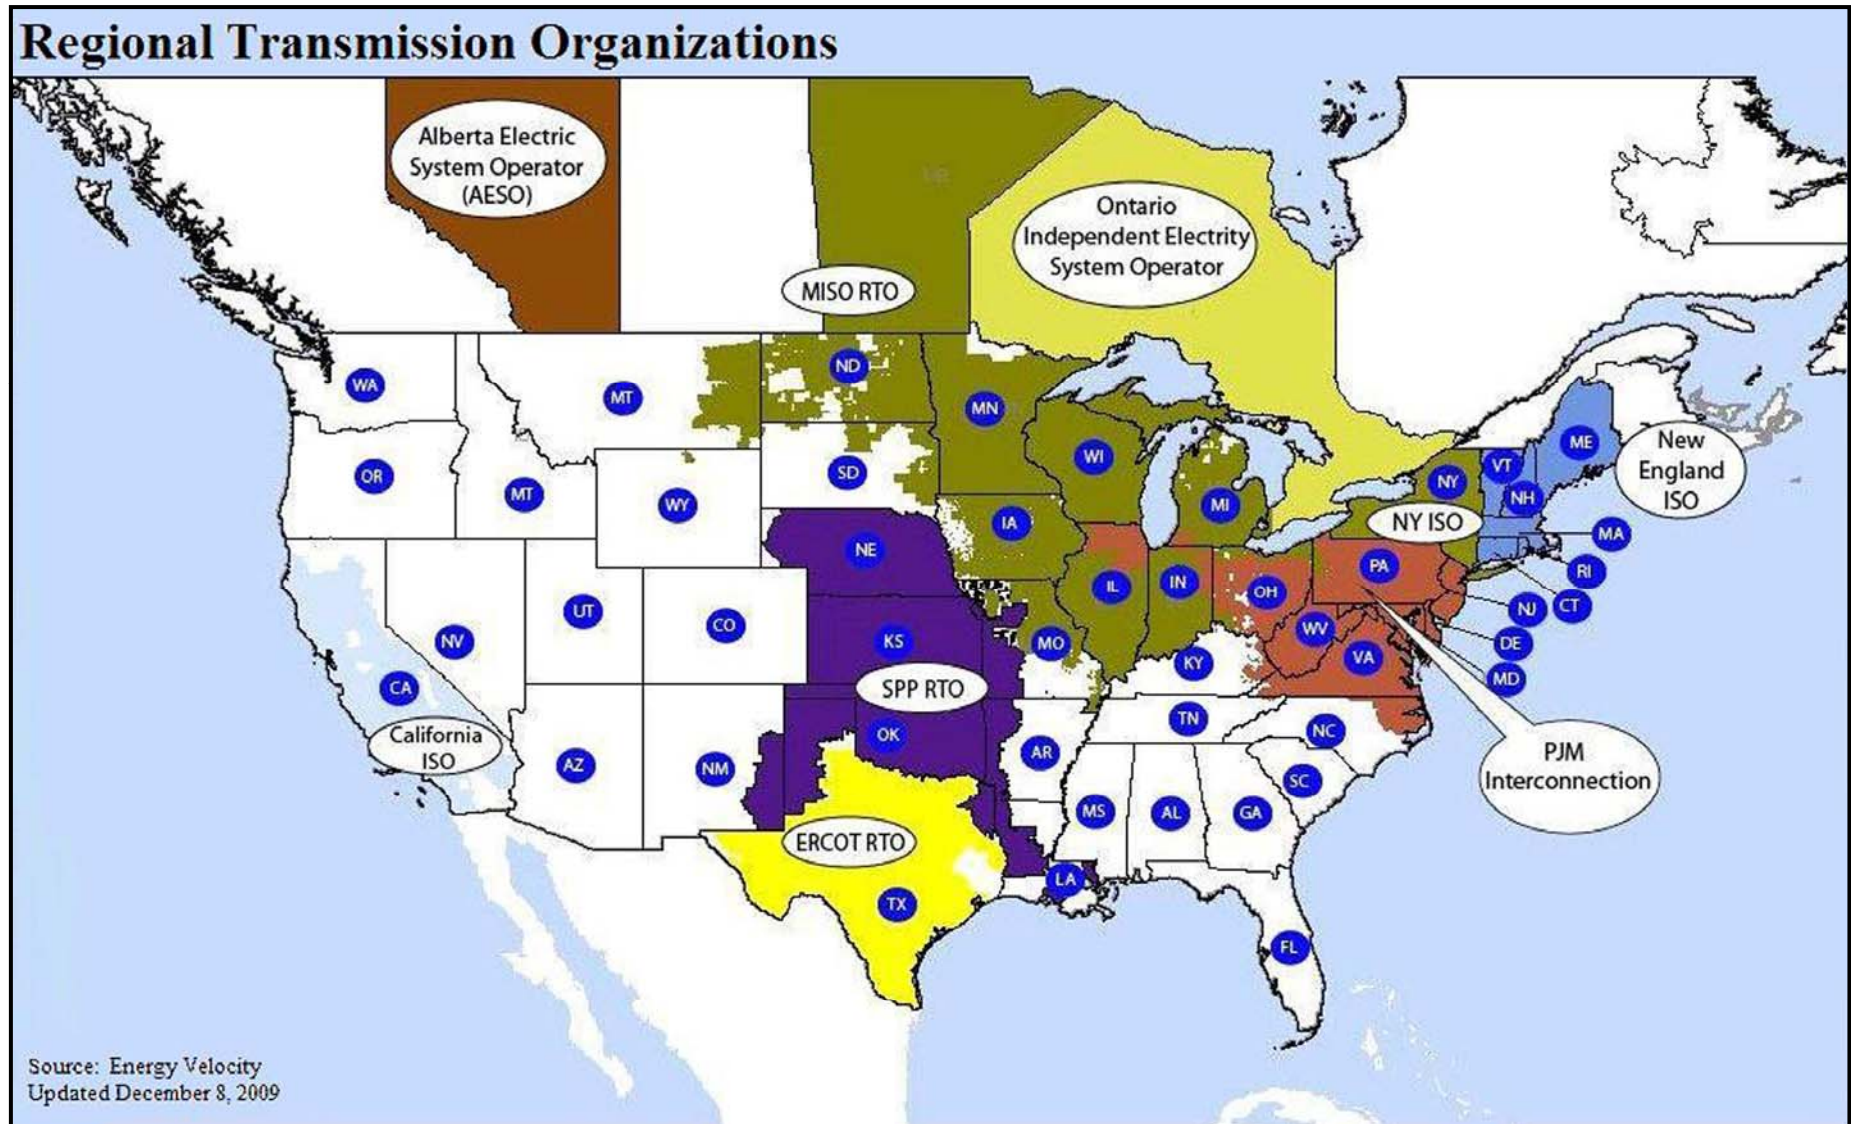 Regional Transmission Organizations
Alberta Electric
System Operator
(AESO)
Ontario
Independent Electrity
System Operator
MISO RTO
WA
MT
ND
MN
OR
MT
WY
SD
WI
MI
NY
VT
NH
ME
New
England
ISO
NY ISO
IA
NE
IL
IN
OH
PA
MA
RI
CT
NJ
DE
MD
NV
UT
CO
KS
MO
KY
WV
VA
CA
California
ISO
SPP RTO
AZ
NM
OK
AR
TN
NC
SC
PJM
Interconnection
MS
AL
GA
ERCOT RTO
TX
LA
FL
Source: Energy Velocity
Updated December 8, 2009